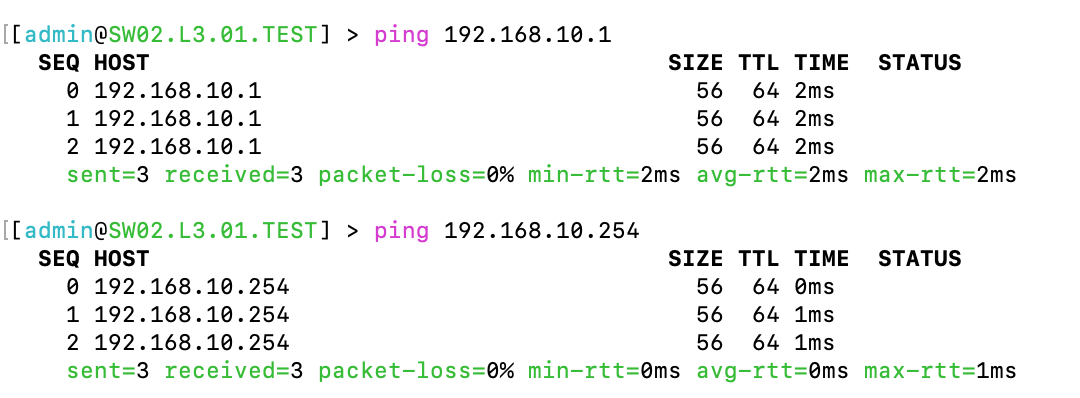 [[admin@SW02.L3.01.TEST] > ping 192.168.10.1
SEQ HOST SIZE TTL TIME STATUS
0 192.168.10.1 56 64 2ms
1 192.168.10.1 56 64 2ms
2 192.168.10.1 56 64 2ms
sent=3 received=3 packet-loss=0% min-rtt=2ms avg-rtt=2ms max-rtt=2ms
[[admin@SW02.L3.01.TEST] > ping 192.168.10.254
SEQ HOST SIZE TTL TIME STATUS
0 192.168.10.254 56 64 0ms
1 192.168.10.254 56 64 1ms
2 192.168.10.254 56 64 1ms
sent=3 received=3 packet-loss=0% min-rtt=0ms avg-rtt=0ms max-rtt=1ms